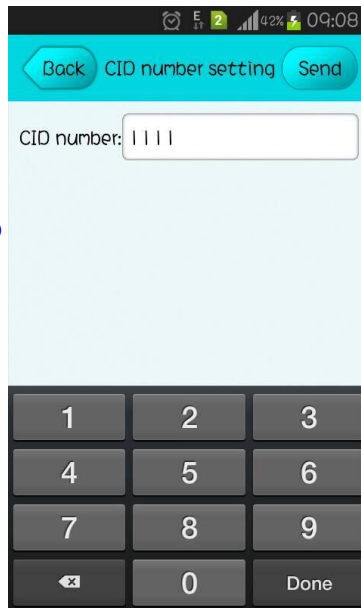 E 2 42% 09:08
Back CID number setting Send
CID number: 1111
1 2 3
4 5 6
7 8 9
0 Done